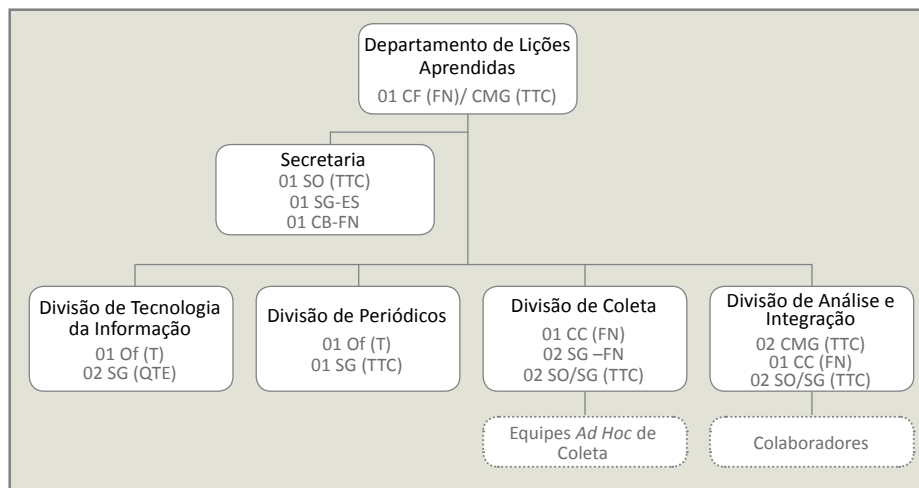 Departamento de Lições
Aprendidas
01 CF (FN)/ CMG (TTC)
Secretaria
01 SO (TTC)
01 SG-ES
01 CB-FN
Divisão de Tecnologia
da Informação
01 Of (T)
02 SG (QTE)
Divisão de Periódicos
01 Of (T)
01 SG (TTC)
Divisão de Coleta
01 CC (FN)
02 SG –FN
02 SO/SG (TTC)
Divisão de Análise e
Integração
02 CMG (TTC)
01 CC (FN)
02 SO/SG (TTC)
Equipes Ad Hoc de
Coleta
Colaboradores